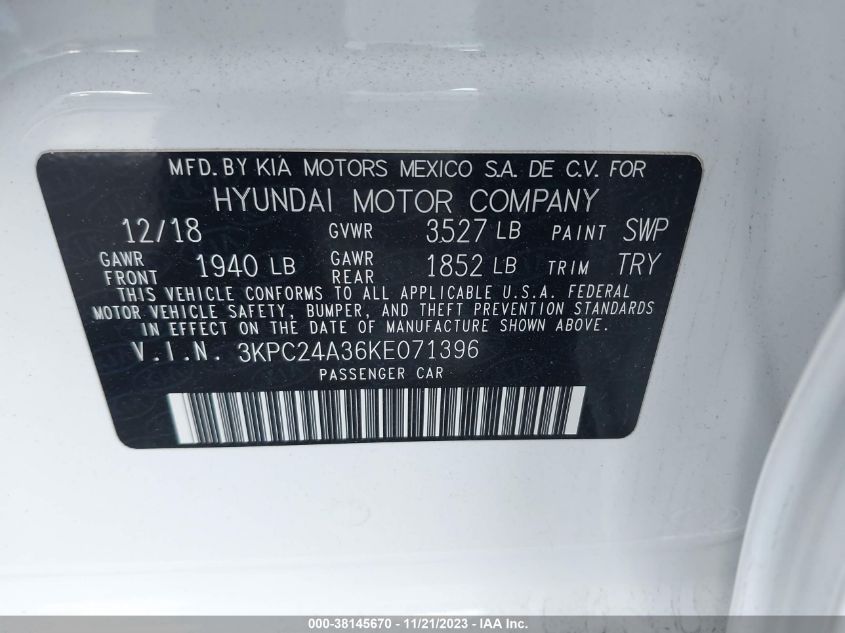 MFD. BY KIA MOTORS MEXICO S.A. DE C.V. FOR
HYUNDAI MOTOR COMPANY
12/18 GVWR 3527 LB PAINT SWP
GAWR FRONT 1940 LB GAWR REAR 1852 LB TRIM TRY
THIS VEHICLE CONFORMS TO ALL APPLICABLE U.S.A. FEDERAL
MOTOR VEHICLE SAFETY, BUMPER, AND THEFT PREVENTION STANDARDS
IN EFFECT ON THE DATE OF MANUFACTURE SHOWN ABOVE.
V.I.N. 3KPC24A36KE071396
PASSENGER CAR
000-38145670 - 11/21/2023 - IAA Inc.